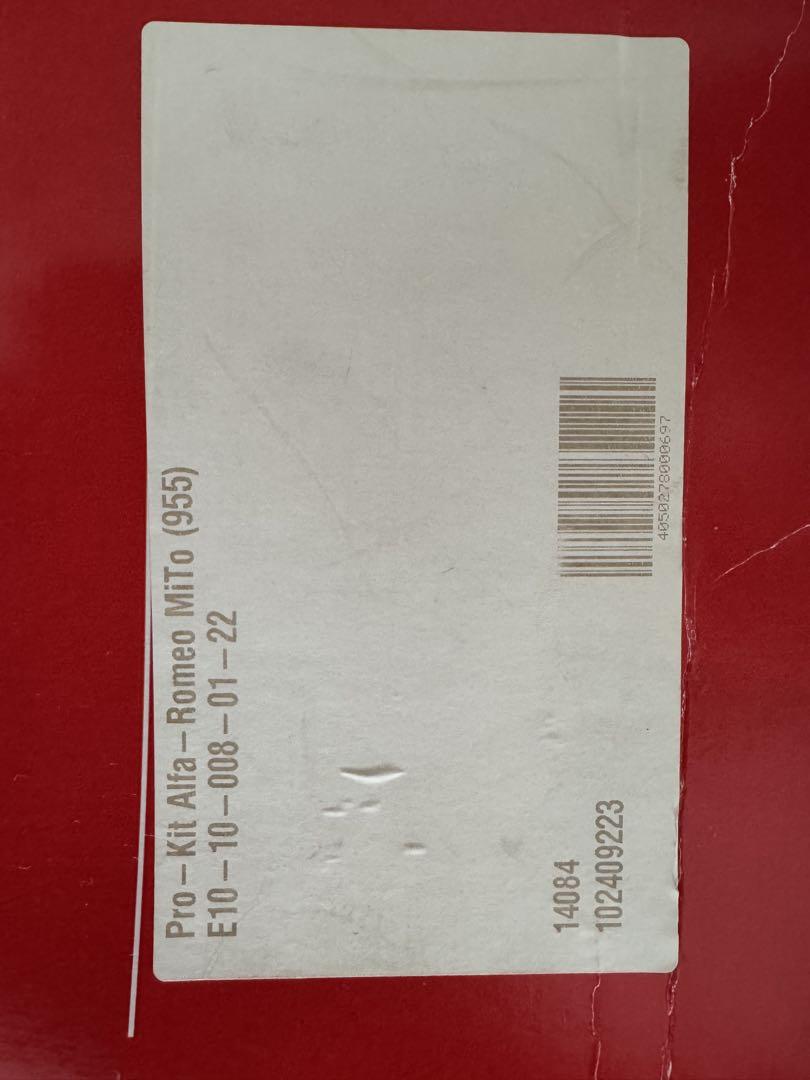 Pro-Kit Alfa-Romeo MiTo (955)
E10-10-008-01-22
14084
102409223
4050278000697